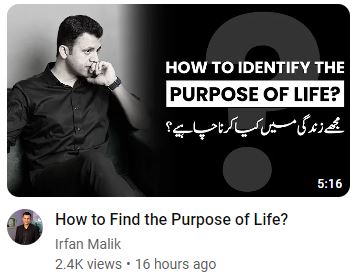 HOW TO IDENTIFY THE
PURPOSE OF LIFE?
مجھے زندگی میں کیا کرنا چاہیے؟
5:16
How to Find the Purpose of Life?
Irfan Malik
2.4K views • 16 hours ago